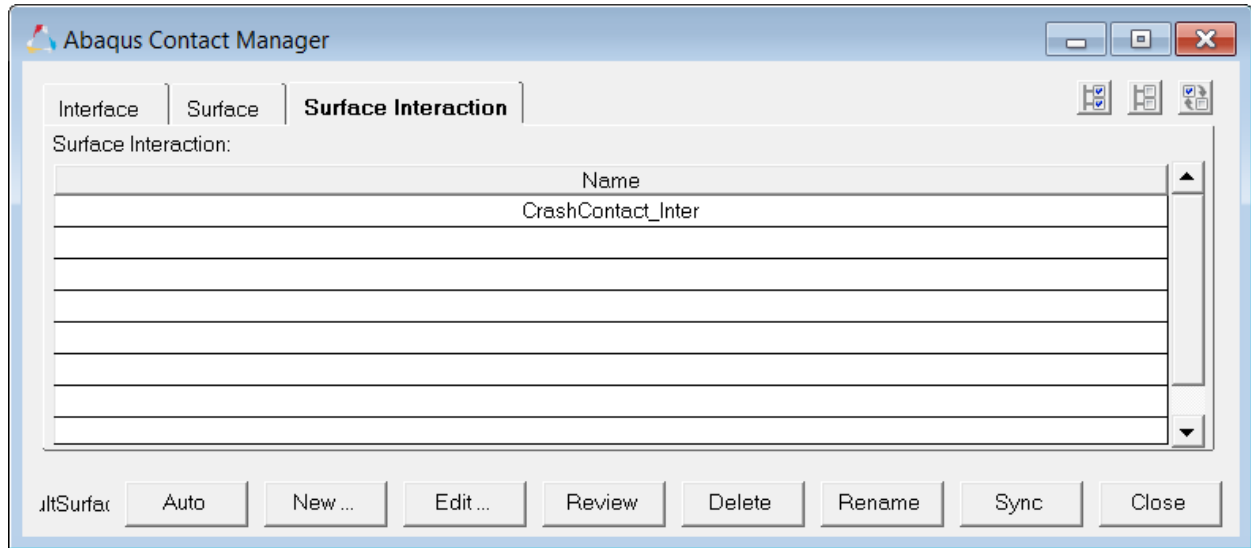 Abaqus Contact Manager
Interface Surface Surface Interaction
Surface Interaction:
Name
CrashContact_Inter
Auto New ... Edit ... Review Delete Rename Sync Close